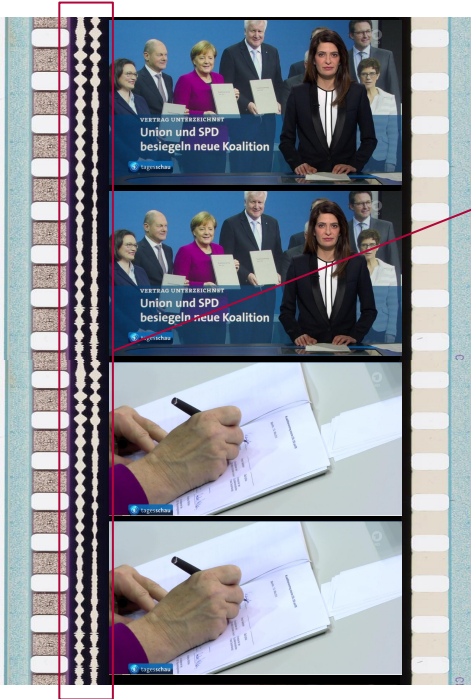 VERTRAG UNTERZEICHNET
Union und SPD
besiegeln neue Koalition
tagesschau
VERTRAG UNTERZEICHNET
Union und SPD
besiegeln neue Koalition
tagesschau
C
tagesschau
tagesschau
C